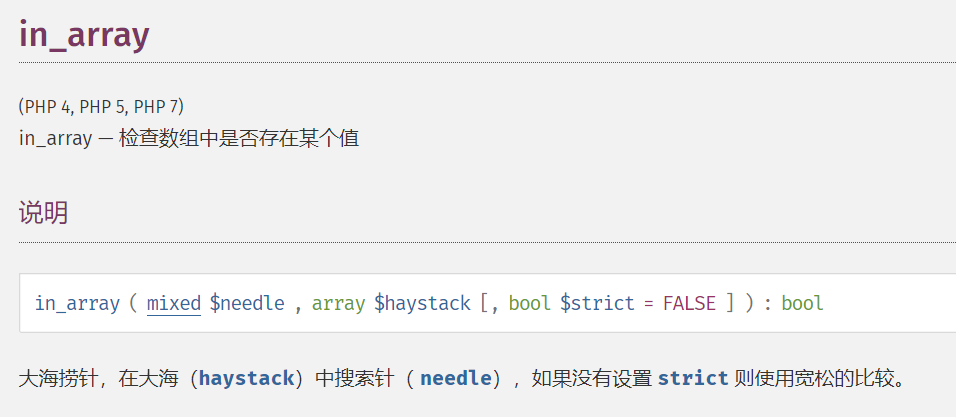 in_array
(PHP 4, PHP 5, PHP 7)
in_array — 检查数组中是否存在某个值
说明
in_array ( mixed $needle , array $haystack [, bool $strict = FALSE ] ) : bool
大海捞针，在大海（haystack）中搜索针（ needle），如果没有设置 strict 则使用宽松的比较。